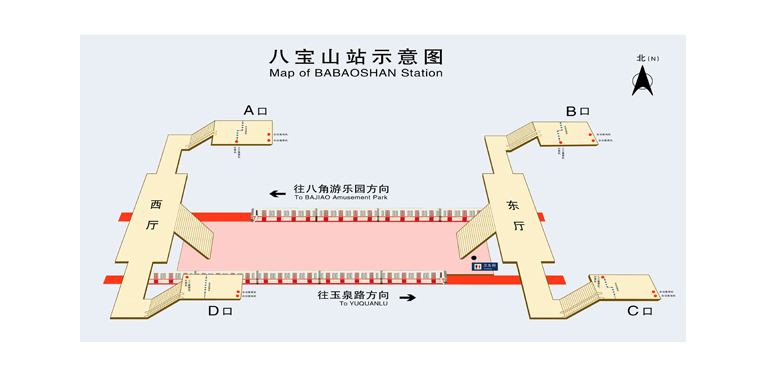 八宝山站示意图
Map of BABAOSHAN Station
北(N)
A口
B口
往八角游乐园方向
To BAJIAO Amusement Park
西厅
东厅
往玉泉路方向
To YUQUANLU
D口
C口